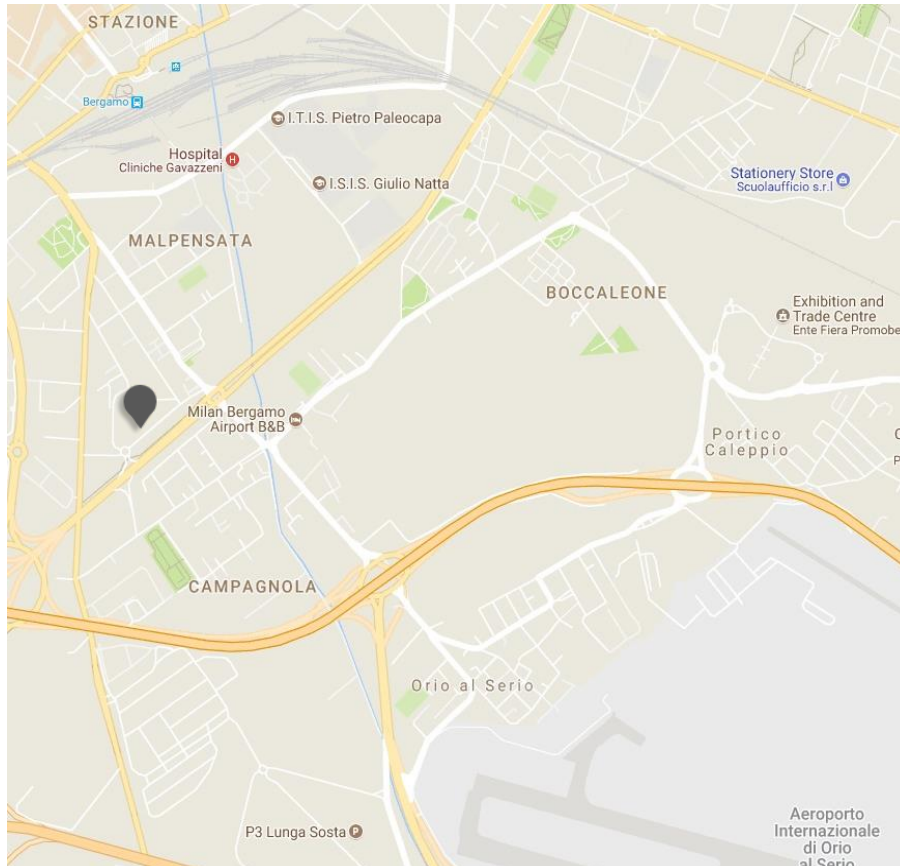 STAZIONE
Bergamo
I.T.I.S. Pietro Paleocapa
Hospital
Cliniche Gavazzeni
I.S.I.S. Giulio Natta
Stationery Store
Scuolaufficio s.r.l
MALPENSATA
BOCCALEONE
Exhibition and
Trade Centre
Ente Fiera Promobe
Milan Bergamo
Airport B&B
Portico
Caleppio
CAMPAGNOLA
Orio al Serio
P3 Lunga Sosta
Aeroporto
Internazionale
di Orio
al Serio